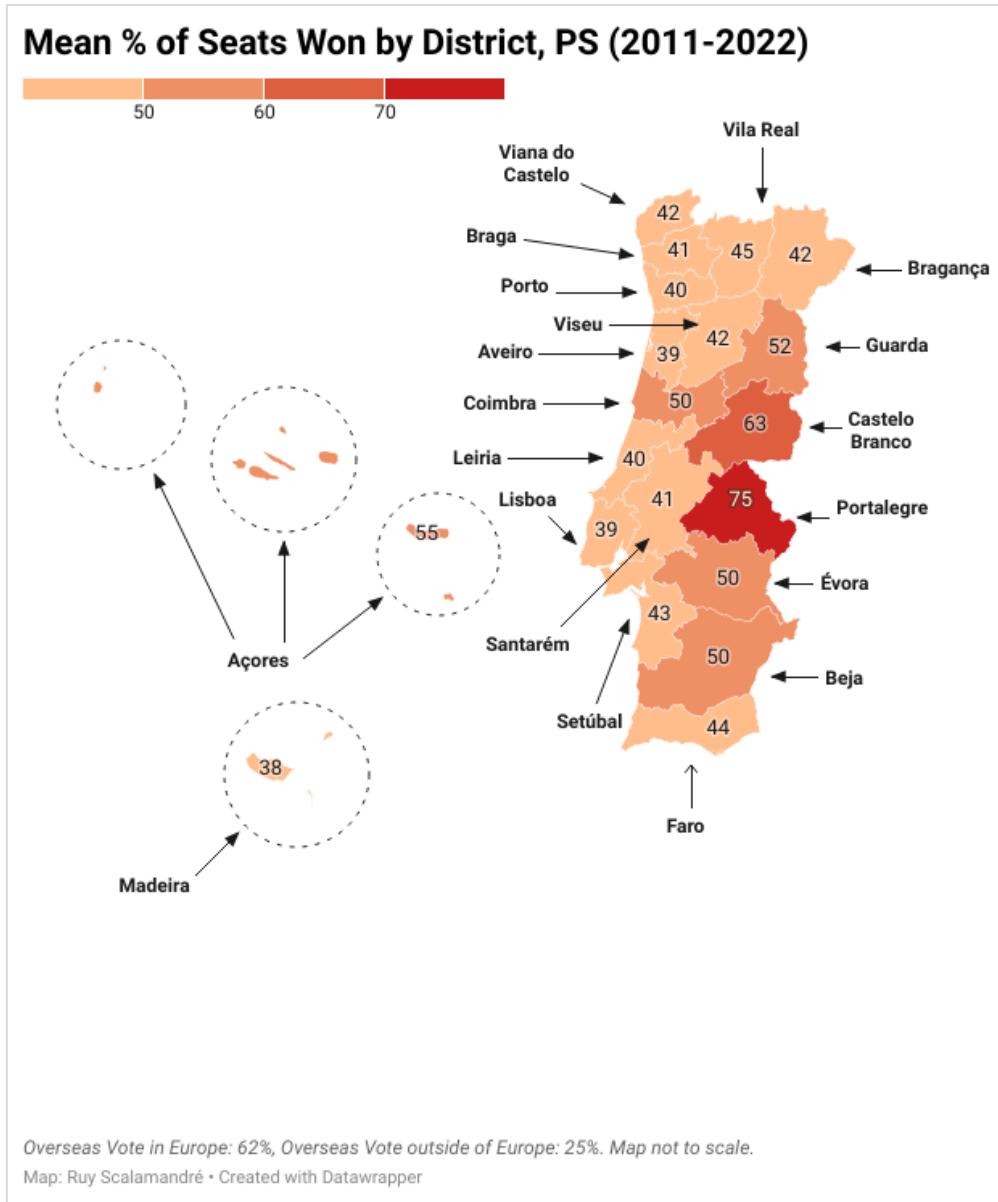 Mean % of Seats Won by District, PS (2011-2022)
50 60 70
Vila Real
Viana do
Castelo
42
Braga
41
45
42
Bragança
Porto
40
Viseu
42
Aveiro
39
52
Guarda
Coimbra
50
63
Castelo
Branco
Leiria
40
41
75
Portalegre
Lisboa
39
55
50
Évora
43
Santarém
Açores
50
Beja
Setúbal
44
38
Faro
Madeira
Overseas Vote in Europe: 62%, Overseas Vote outside of Europe: 25%. Map not to scale.
Map: Ruy Scalamandré • Created with Datawrapper